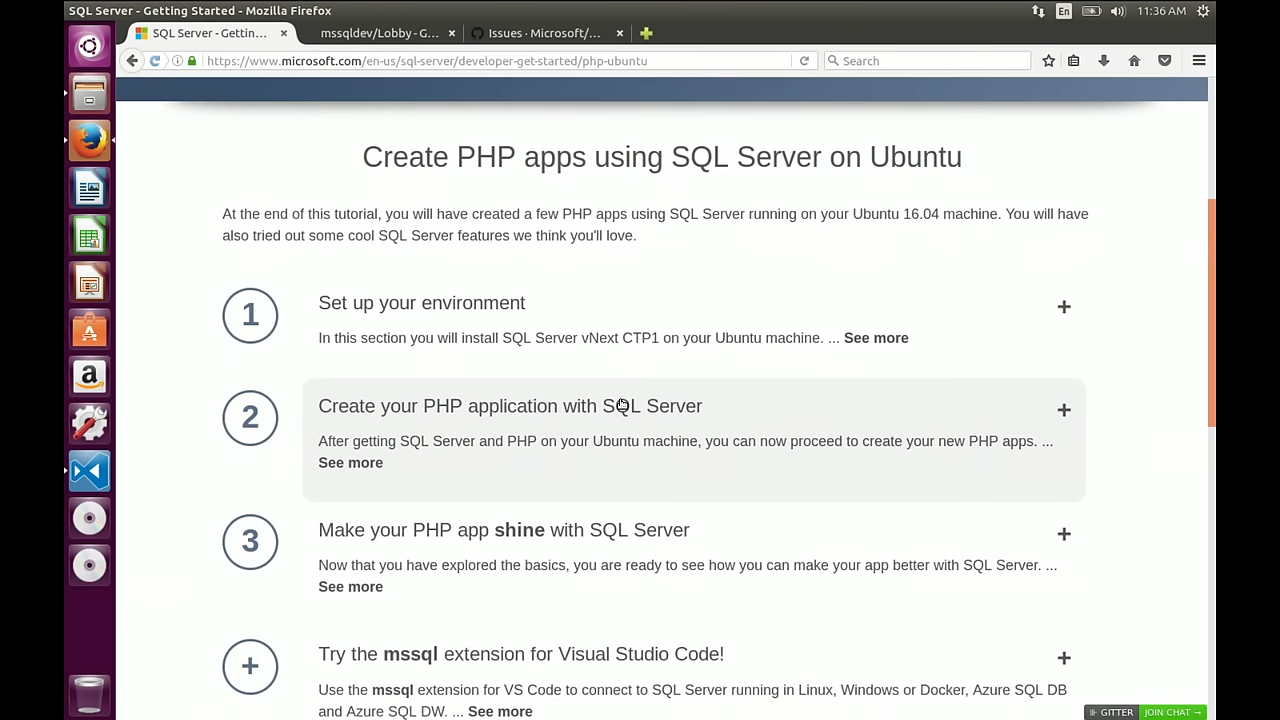 SQL Server - Getting Started - Mozilla Firefox
En
11:36 AM
SQL Server - Gettin...
mssqldev/Lobby - G...
Issues · Microsoft/...
https://www.microsoft.com/en-us/sql-server/developer-get-started/php-ubuntu
Search
Create PHP apps using SQL Server on Ubuntu
At the end of this tutorial, you will have created a few PHP apps using SQL Server running on your Ubuntu 16.04 machine. You will have
also tried out some cool SQL Server features we think you'll love.
1
Set up your environment
+
In this section you will install SQL Server vNext CTP1 on your Ubuntu machine. ... See more
2
Create your PHP application with SQL Server
+
After getting SQL Server and PHP on your Ubuntu machine, you can now proceed to create your new PHP apps. ...
See more
3
Make your PHP app shine with SQL Server
+
Now that you have explored the basics, you are ready to see how you can make your app better with SQL Server. ...
See more
+
Try the mssql extension for Visual Studio Code!
+
Use the mssql extension for VS Code to connect to SQL Server running in Linux, Windows or Docker, Azure SQL DB
and Azure SQL DW. ... See more
GITTER
JOIN CHAT →